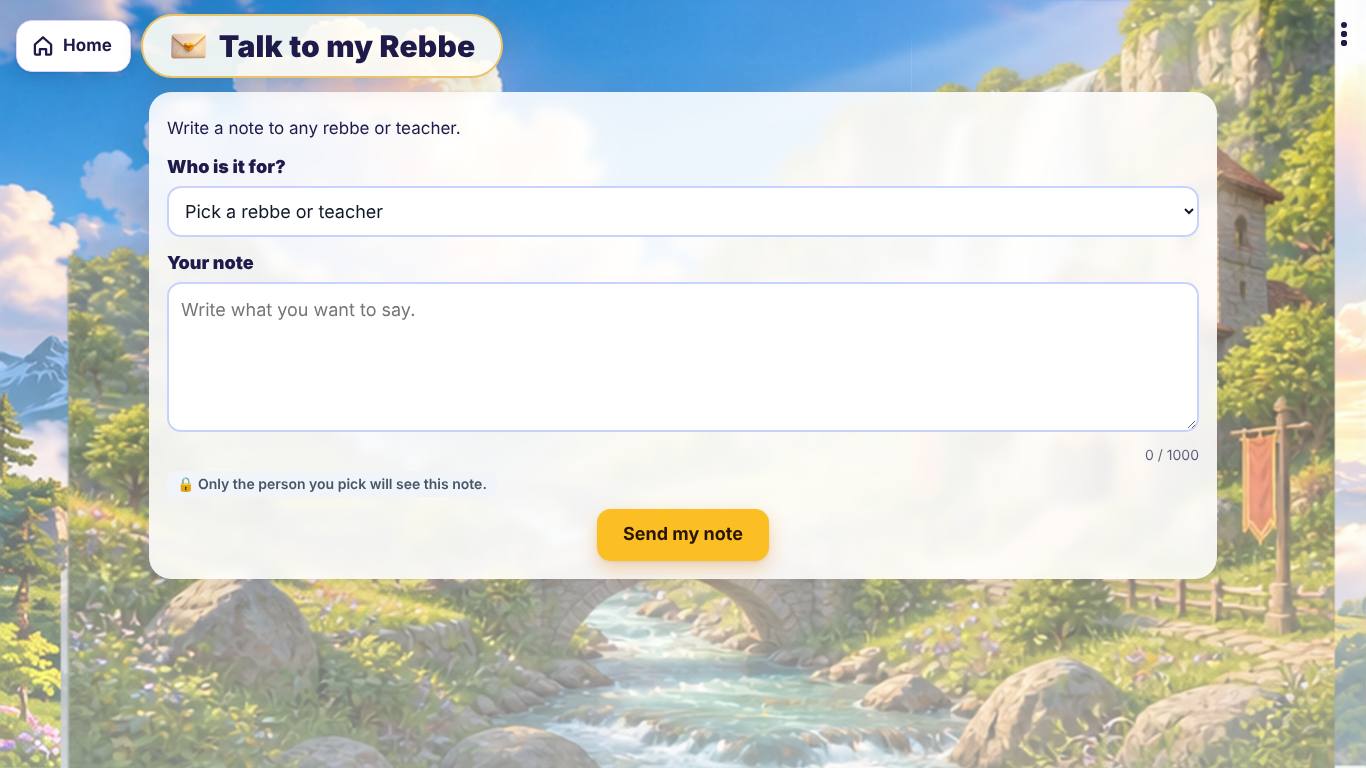 Home
Talk to my Rebbe
Write a note to any rebbe or teacher.
Who is it for?
Pick a rebbe or teacher
Your note
Write what you want to say.
0 / 1000
🔒 Only the person you pick will see this note.
Send my note